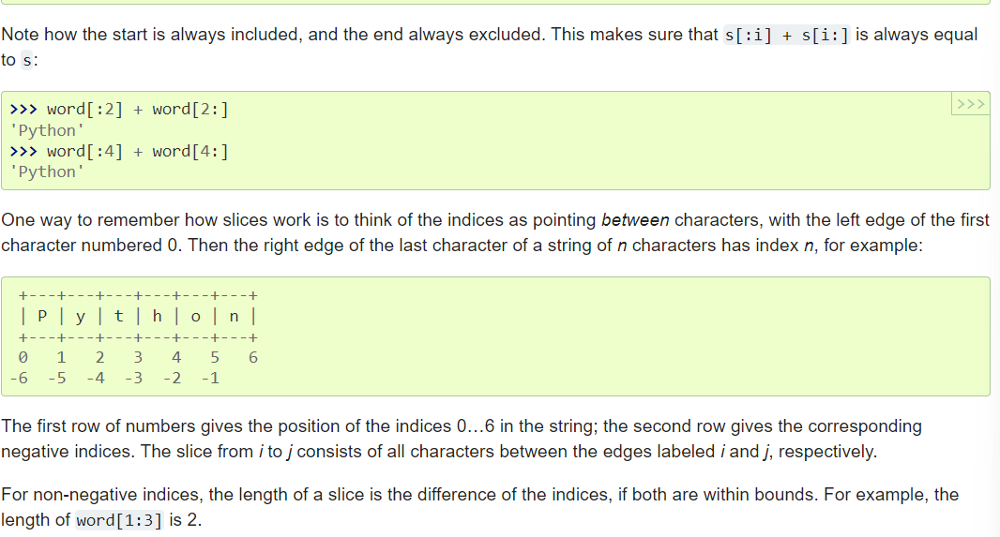 Note how the start is always included, and the end always excluded. This makes sure that s[:i] + s[i:] is always equal
to s:
>>>
>>> word[:2] + word[2:]
'Python'
>>> word[:4] + word[4:]
'Python'
One way to remember how slices work is to think of the indices as pointing between characters, with the left edge of the first
character numbered 0. Then the right edge of the last character of a string of n characters has index n, for example:
+---+---+---+---+---+---+
| P | y | t | h | o | n |
+---+---+---+---+---+---+
0   1   2   3   4   5   6
-6  -5  -4  -3  -2  -1
The first row of numbers gives the position of the indices 0…6 in the string; the second row gives the corresponding
negative indices. The slice from i to j consists of all characters between the edges labeled i and j, respectively.
For non-negative indices, the length of a slice is the difference of the indices, if both are within bounds. For example, the
length of word[1:3] is 2.